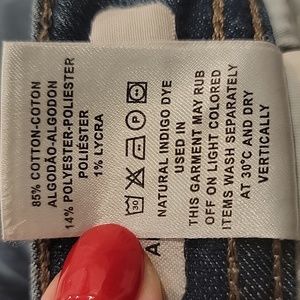 85% COTTON-COTON
ALGODÃO-ALGODON
14% POLYESTER-POLIESTER
POLIÉSTER
1% LYCRA
30 P
NATURAL INDIGO DYE
USED IN
THIS GARMENT MAY RUB
OFF ON LIGHT COLORED
ITEMS WASH SEPARATELY
AT 30°C AND DRY
VERTICALLY